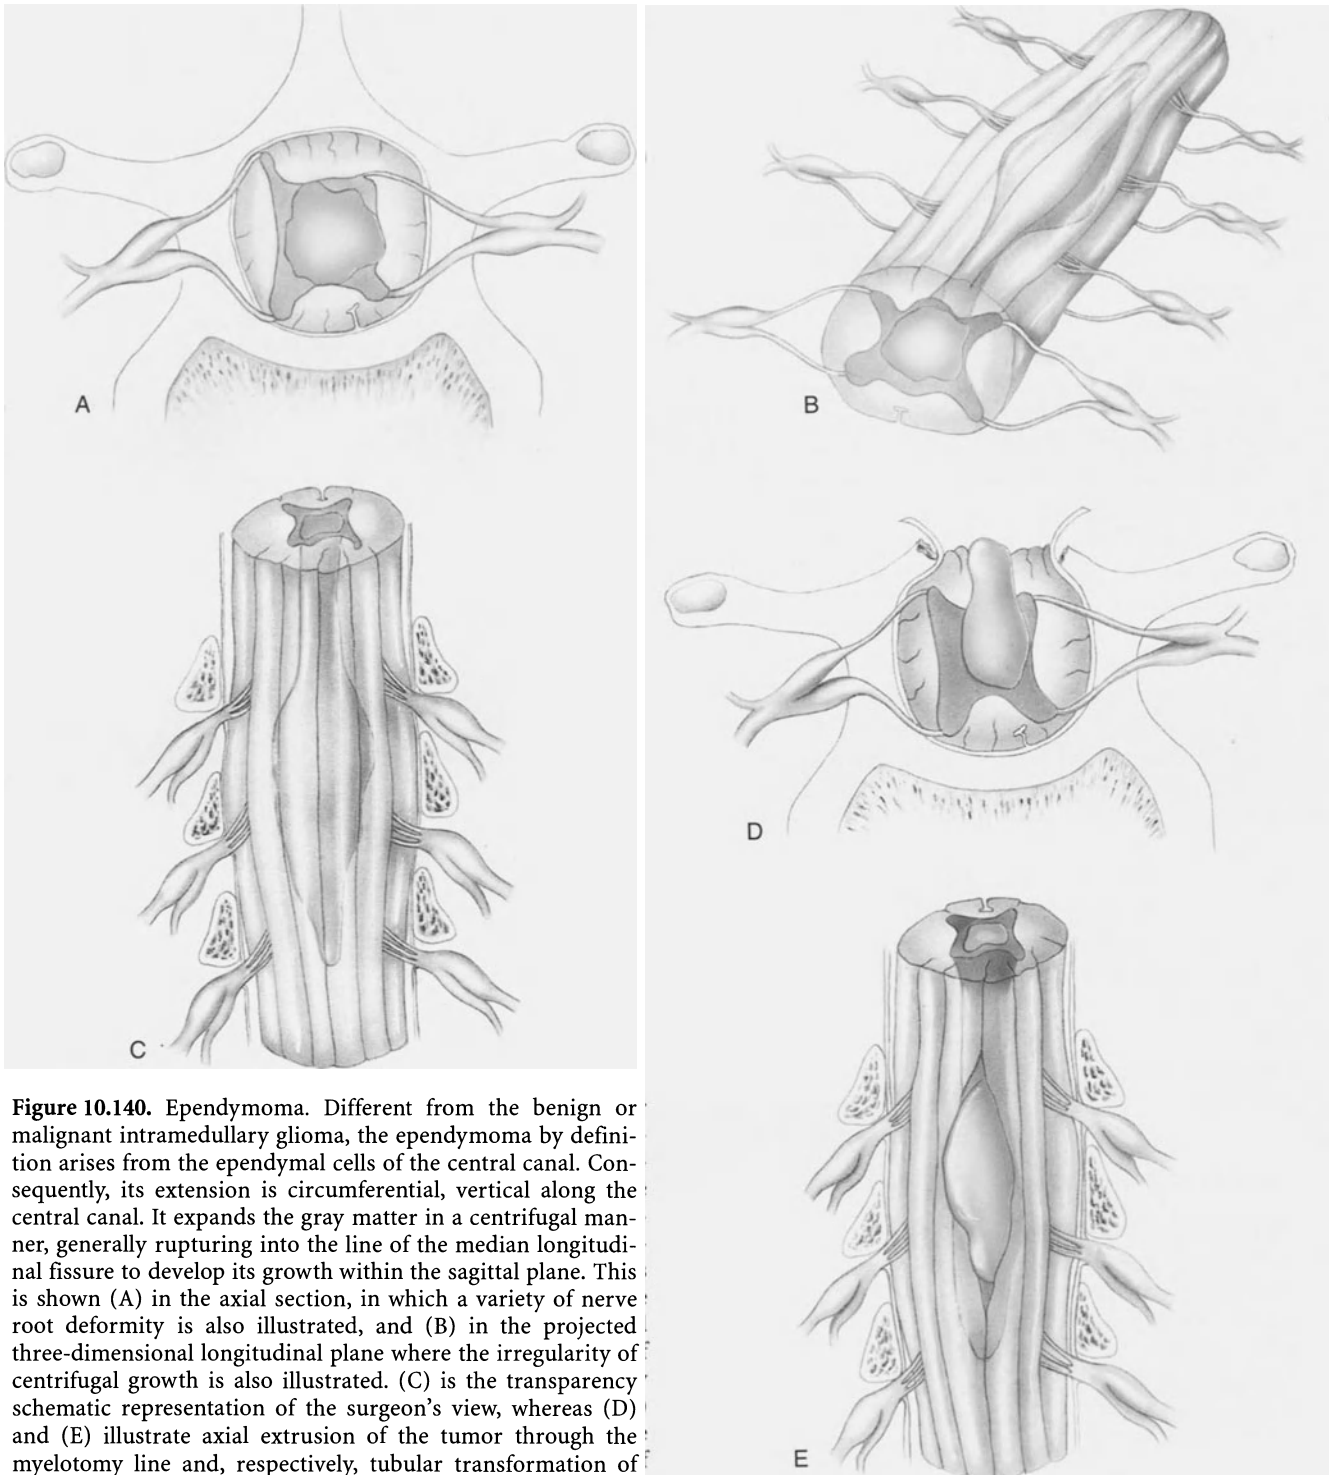 A
B
C
D
E
Figure 10.140. Ependymoma. Different from the benign or
malignant intramedullary glioma, the ependymoma by defini-
tion arises from the ependymal cells of the central canal. Con-
sequently, its extension is circumferential, vertical along the
central canal. It expands the gray matter in a centrifugal man-
ner, generally rupturing into the line of the median longitudi-
nal fissure to develop its growth within the sagittal plane. This
is shown (A) in the axial section, in which a variety of nerve
root deformity is also illustrated, and (B) in the projected
three-dimensional longitudinal plane where the irregularity of
centrifugal growth is also illustrated. (C) is the transparency
schematic representation of the surgeon's view, whereas (D)
and (E) illustrate axial extrusion of the tumor through the
myelotomy line and, respectively, tubular transformation of